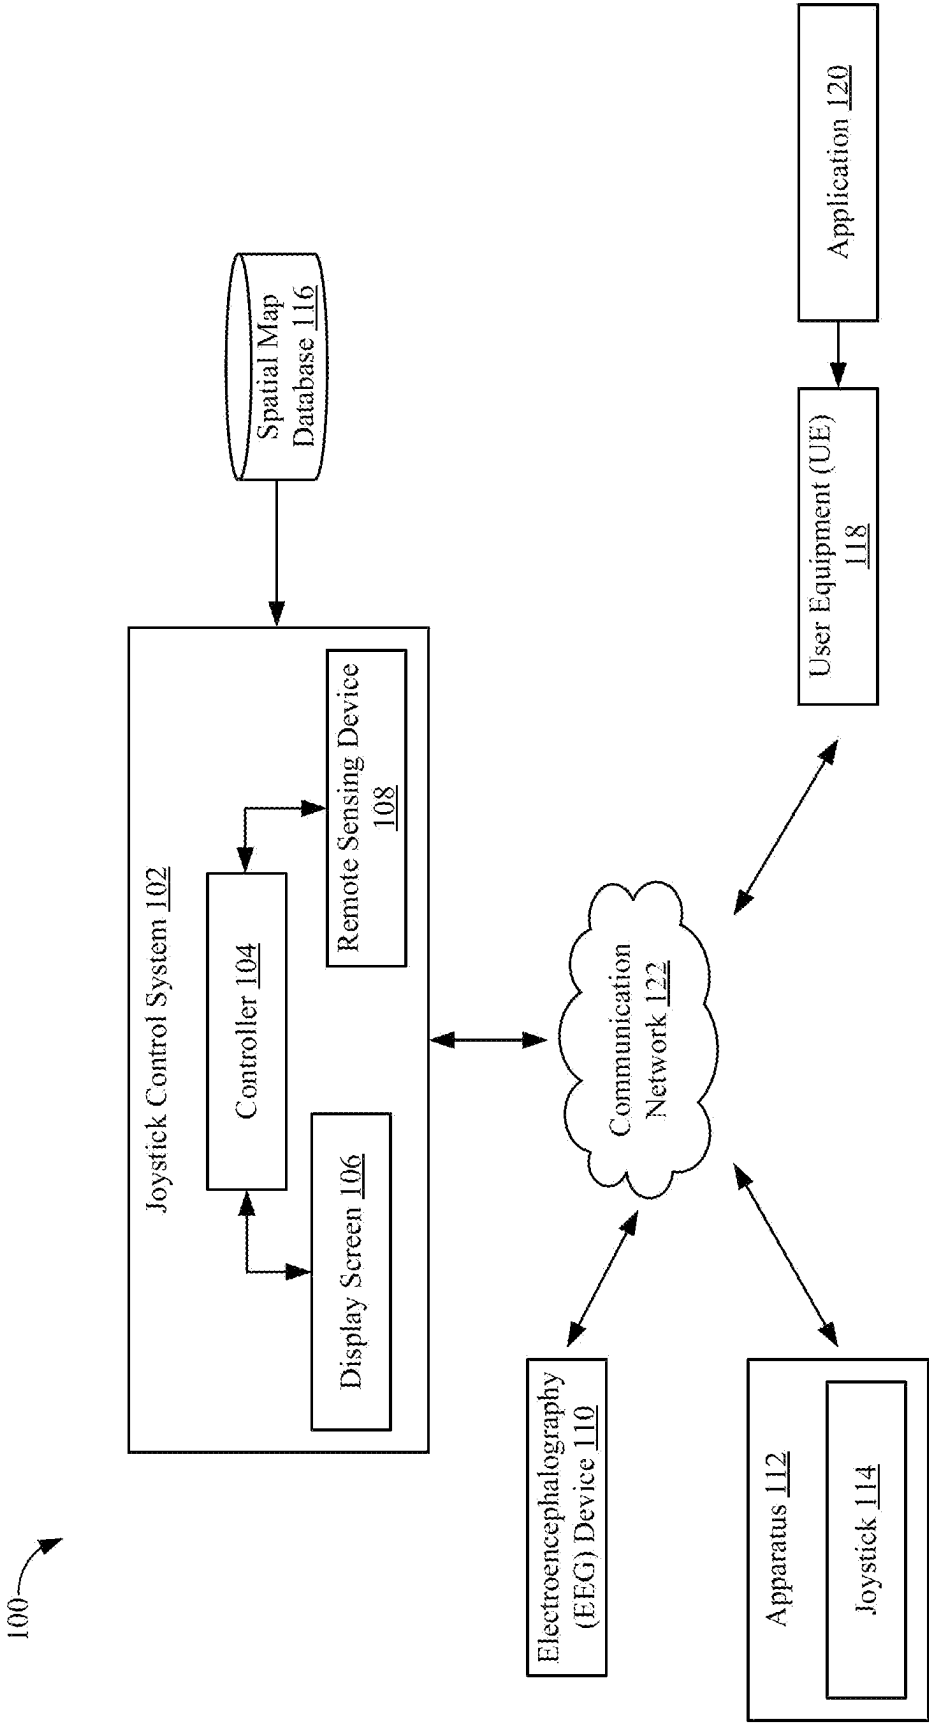 100
Joystick Control System 102
Controller 104
Display Screen 106
Remote Sensing Device
108
Spatial Map
Database 116
Electroencephalography
(EEG) Device 110
Communication
Network 122
Apparatus 112
Joystick 114
User Equipment (UE)
118
Application 120